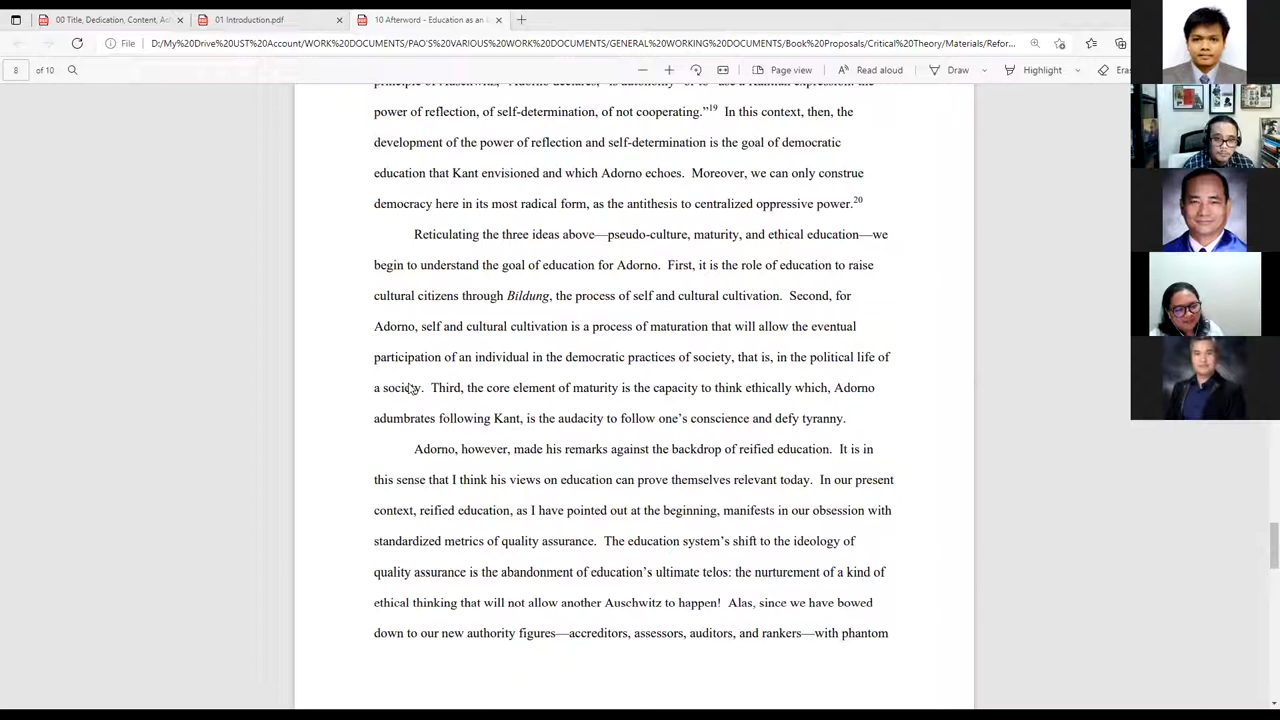 00 Title, Dedication, Content, Ac
01 Introduction.pdf
10 Afterword - Education as an
File
D:/My%20Drive%20UST%20Account/WORK%20DOCUMENTS/PAO'S%20VARIOUS%20WORK%20DOCUMENTS/GENERAL%20WORKING%20DOCUMENTS/Book%20Proposals/Critical%20Theory/Materials/Refor...
8 of 10
Page view
Read aloud
Draw
Highlight
Eras
power of reflection, of self-determination, of not cooperating.”19 In this context, then, the
development of the power of reflection and self-determination is the goal of democratic
education that Kant envisioned and which Adorno echoes. Moreover, we can only construe
democracy here in its most radical form, as the antithesis to centralized oppressive power.20
Reticulating the three ideas above—pseudo-culture, maturity, and ethical education—we
begin to understand the goal of education for Adorno. First, it is the role of education to raise
cultural citizens through Bildung, the process of self and cultural cultivation. Second, for
Adorno, self and cultural cultivation is a process of maturation that will allow the eventual
participation of an individual in the democratic practices of society, that is, in the political life of
a society. Third, the core element of maturity is the capacity to think ethically which, Adorno
adumbrates following Kant, is the audacity to follow one’s conscience and defy tyranny.
Adorno, however, made his remarks against the backdrop of reified education. It is in
this sense that I think his views on education can prove themselves relevant today. In our present
context, reified education, as I have pointed out at the beginning, manifests in our obsession with
standardized metrics of quality assurance. The education system’s shift to the ideology of
quality assurance is the abandonment of education’s ultimate telos: the nurturement of a kind of
ethical thinking that will not allow another Auschwitz to happen! Alas, since we have bowed
down to our new authority figures—accreditors, assessors, auditors, and rankers—with phantom